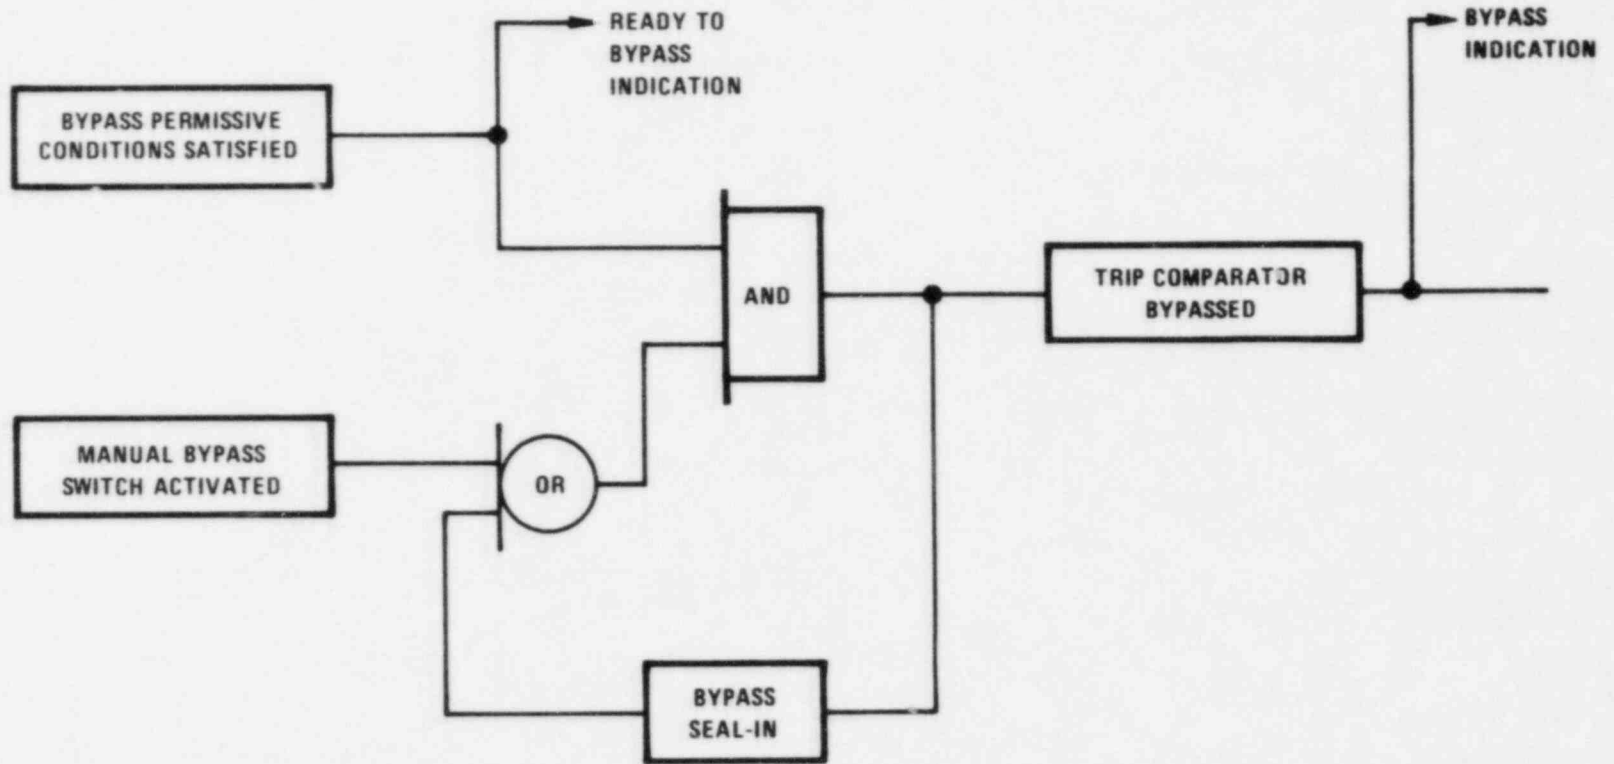 READY TO
BYPASS
INDICATION
BYPASS
INDICATION
BYPASS PERMISSIVE
CONDITIONS SATISFIED
AND
TRIP COMPARATOR
BYPASSED
MANUAL BYPASS
SWITCH ACTIVATED
OR
BYPASS
SEAL-IN